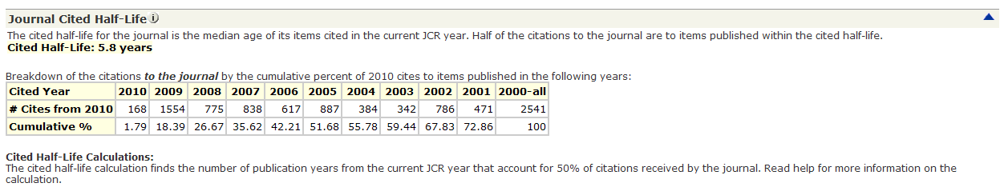 Journal Cited Half-Life
The cited half-life for the journal is the median age of its items cited in the current JCR year. Half of the citations to the journal are to items published within the cited half-life.
Cited Half-Life: 5.8 years
Breakdown of the citations to the journal by the cumulative percent of 2010 cites to items published in the following years:
Cited Year 2010 2009 2008 2007 2006 2005 2004 2003 2002 2001 2000-all
# Cites from 2010 168 1554 775 838 617 887 384 342 786 471 2541
Cumulative % 1.79 18.39 26.67 35.62 42.21 51.68 55.78 59.44 67.83 72.86 100
Cited Half-Life Calculations:
The cited half-life calculation finds the number of publication years from the current JCR year that account for 50% of citations received by the journal. Read help for more information on the
calculation.